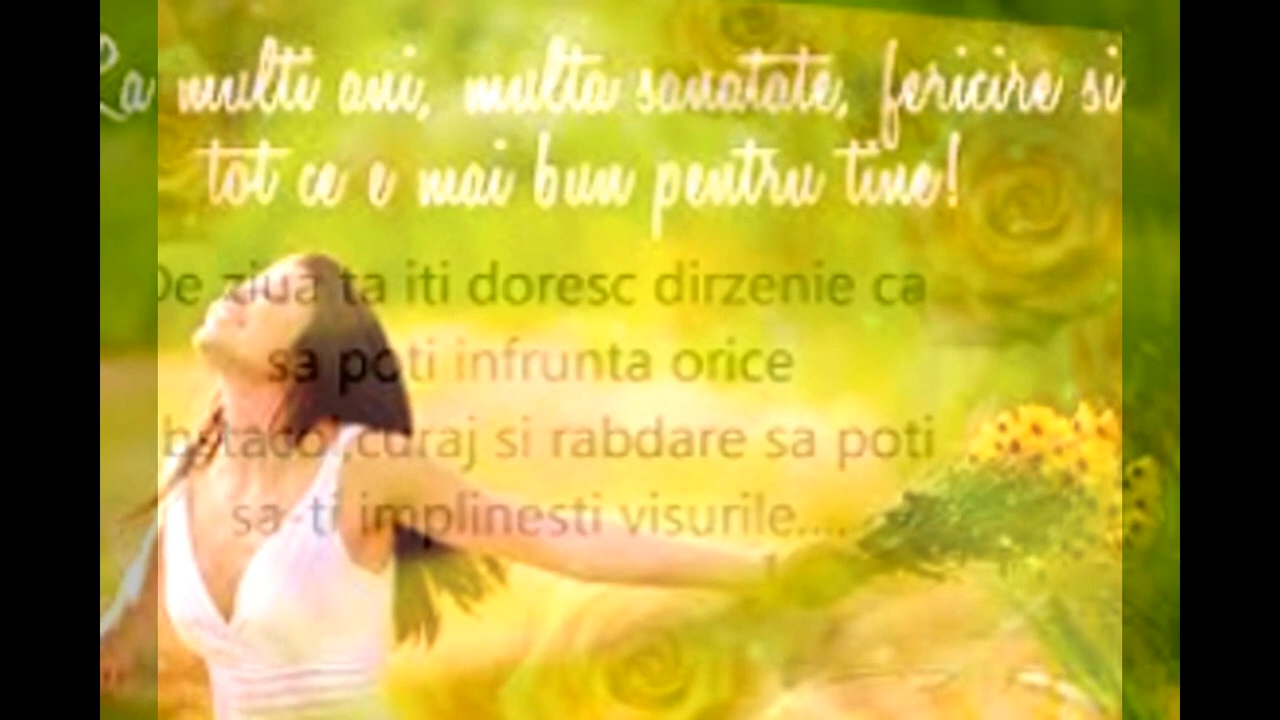 La multi ani, multa sanatate, fericire si
tot ce e mai bun pentru tine!
De ziua ta iti doresc dirzenie ca
sa poti infrunta orice
curaj si rabdare sa poti
sa-ti implinesti visurile....